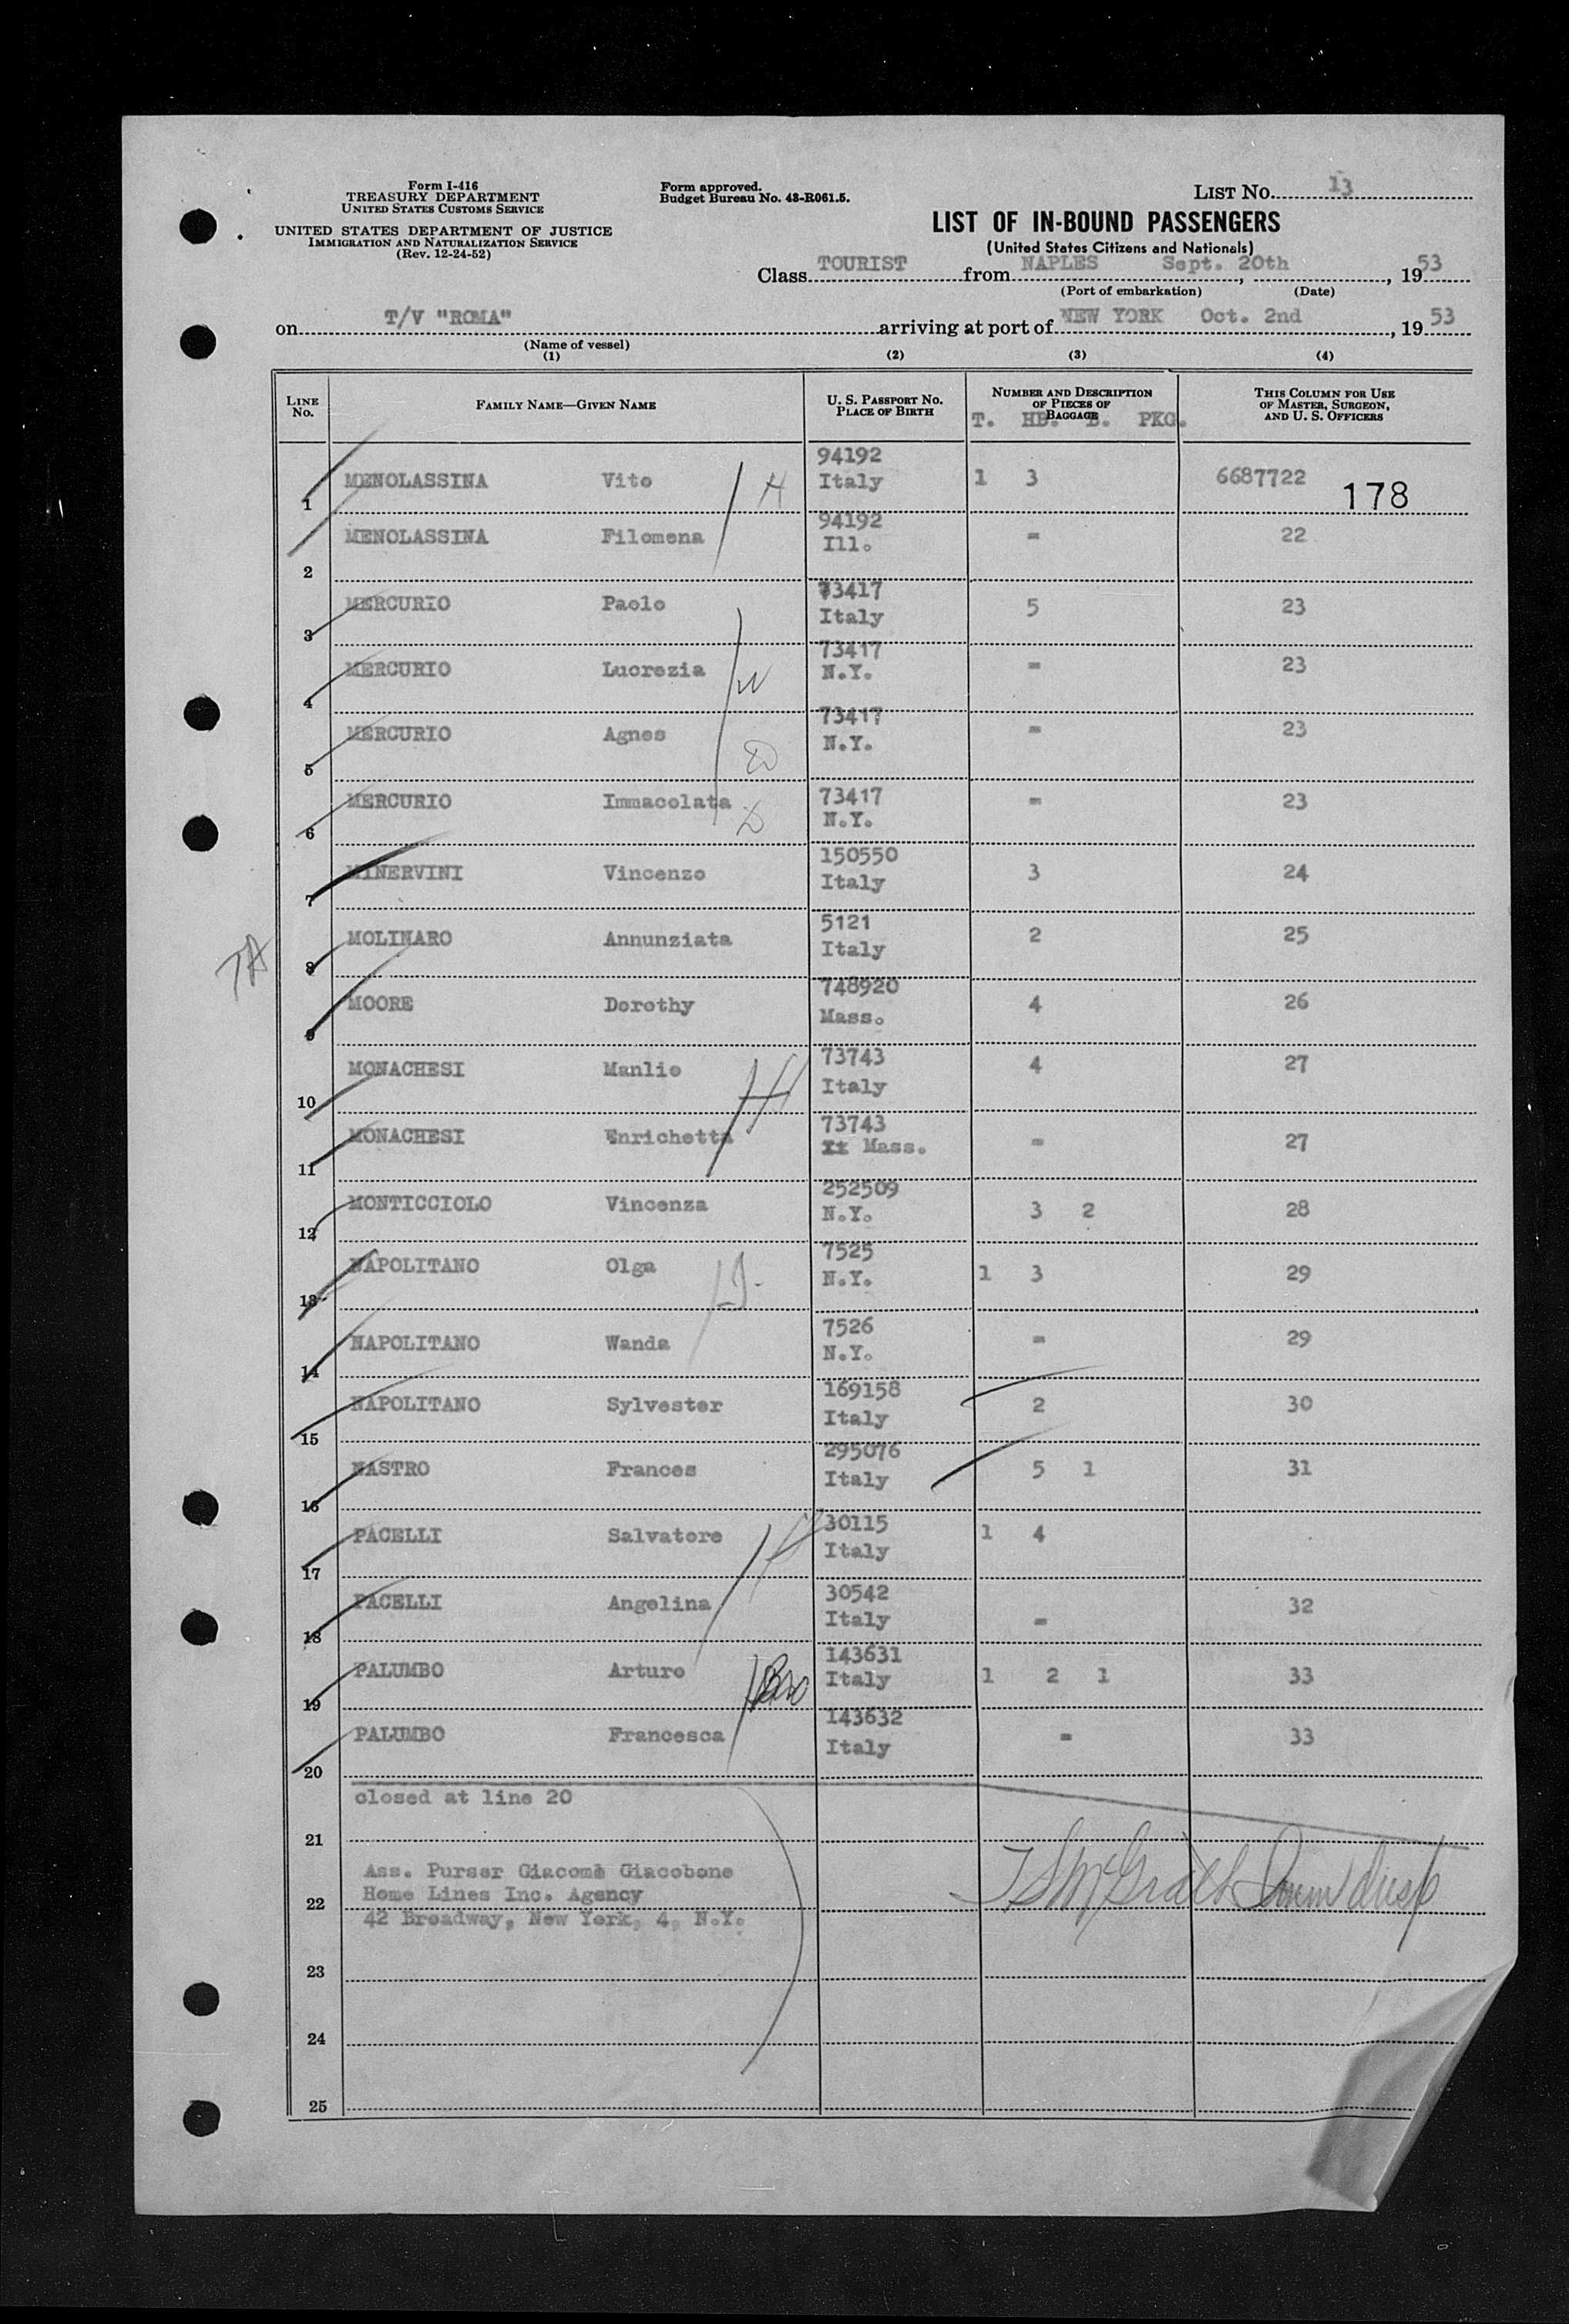 Form I-416
TREASURY DEPARTMENT
UNITED STATES CUSTOMS SERVICE
UNITED STATES DEPARTMENT OF JUSTICE
IMMIGRATION AND NATURALIZATION SERVICE
(Rev. 12-24-52)
Form approved.
Budget Bureau No. 43-R061.5.
LIST NO. 13
LIST OF IN-BOUND PASSENGERS
(United States Citizens and Nationals)
Class TOURIST from NAPLES Sept. 20th, 1953
(Port of embarkation) (Date)
on T/V "ROMA" arriving at port of NEW YORK Oct. 2nd, 1953
(Name of vessel)
(1) (2) (3) (4)
LINE No. FAMILY NAME—GIVEN NAME U. S. PASSPORT NO. PLACE OF BIRTH NUMBER AND DESCRIPTION OF PIECES OF BAGGAGE THIS COLUMN FOR USE OF MASTER, SURGEON, AND U. S. OFFICERS
T. HB. B. PKG.
1 MENOLASSINA Vito H 94192 Italy 1 3 6687722 178
2 MENOLASSINA Filomena 94192 Ill. - 22
3 MERCURIO Paolo 73417 Italy 5 23
4 MERCURIO Lucrezia W 73417 N.Y. - 23
5 MERCURIO Agnes D 73417 N.Y. - 23
6 MERCURIO Immacolata D 73417 N.Y. - 23
7 MINERVINI Vincenzo 150550 Italy 3 24
8 MOLINARO Annunziata 5121 Italy 2 25
TA
9 MOORE Dorothy 748920 Mass. 4 26
10 MONACHESI Manlio H 73743 Italy 4 27
11 MONACHESI Enrichetta 73743 It Mass. - 27
12 MONTICCIOLO Vincenza 252509 N.Y. 3 2 28
13 NAPOLITANO Olga 7525 N.Y. 1 3 29
14 NAPOLITANO Wanda 7526 N.Y. - 29
15 NAPOLITANO Sylvester 169158 Italy 2 30
16 NASTRO Frances 295076 Italy 5 1 31
17 PACELLI Salvatore H 30115 Italy 1 4
18 PACELLI Angelina 30542 Italy - 32
19 PALUMBO Arturo Bro 143631 Italy 1 2 1 33
20 PALUMBO Francesca 143632 Italy - 33
closed at line 20
21
Ass. Purser Giacomo Giacobone
Home Lines Inc. Agency
22
42 Broadway, New York, 4, N.Y.
23
24
25